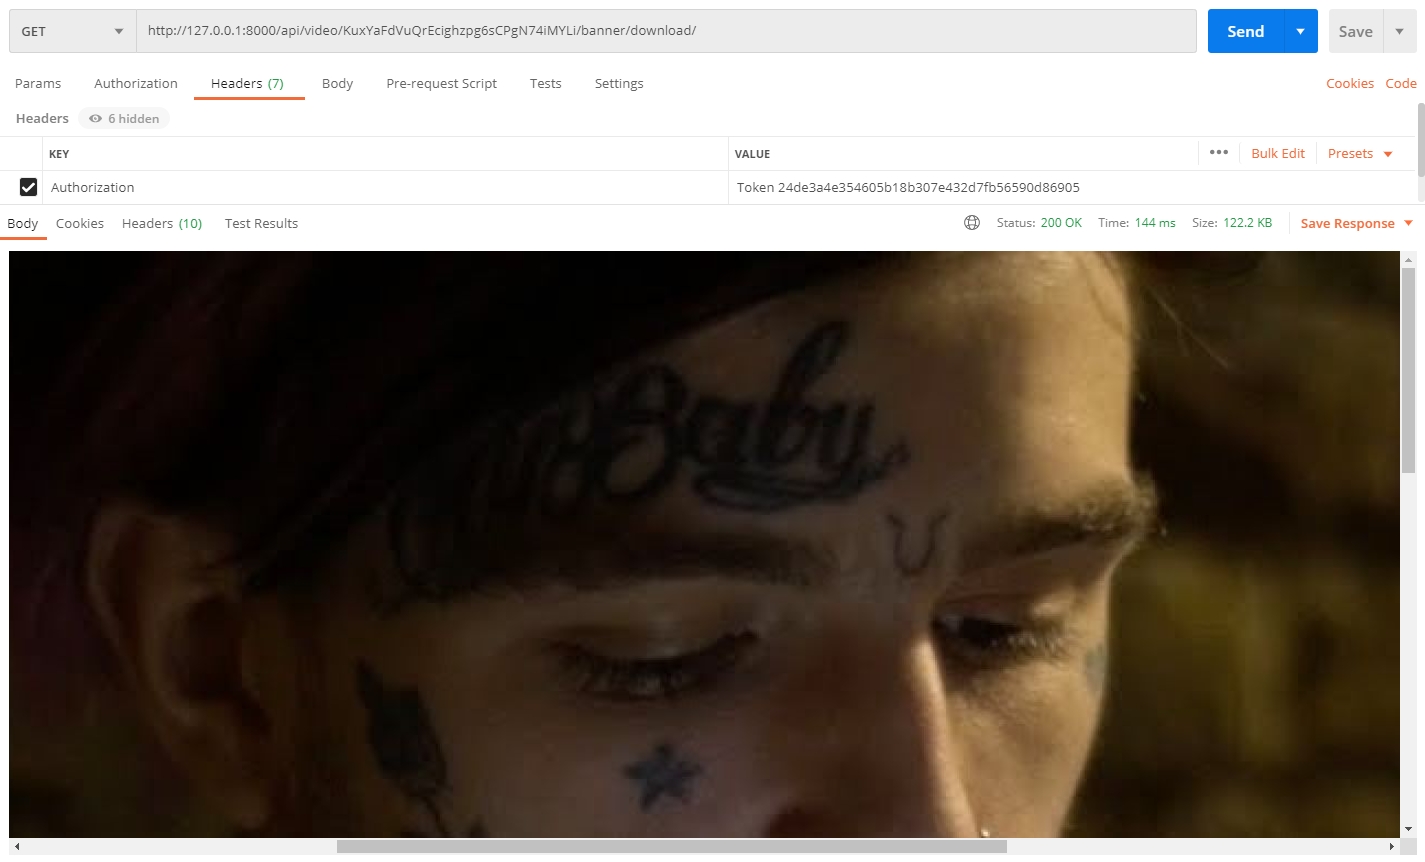 GET http://127.0.0.1:8000/api/video/KuxYaFdVuQrEcighzpg6sCPgN74iMYLi/banner/download/ Send Save
Params Authorization Headers (7) Body Pre-request Script Tests Settings Cookies Code
Headers 6 hidden
KEY VALUE ••• Bulk Edit Presets
Authorization Token 24de3a4e354605b18b307e432d7fb56590d86905
Body Cookies Headers (10) Test Results Status: 200 OK Time: 144 ms Size: 122.2 KB Save Response
Baby